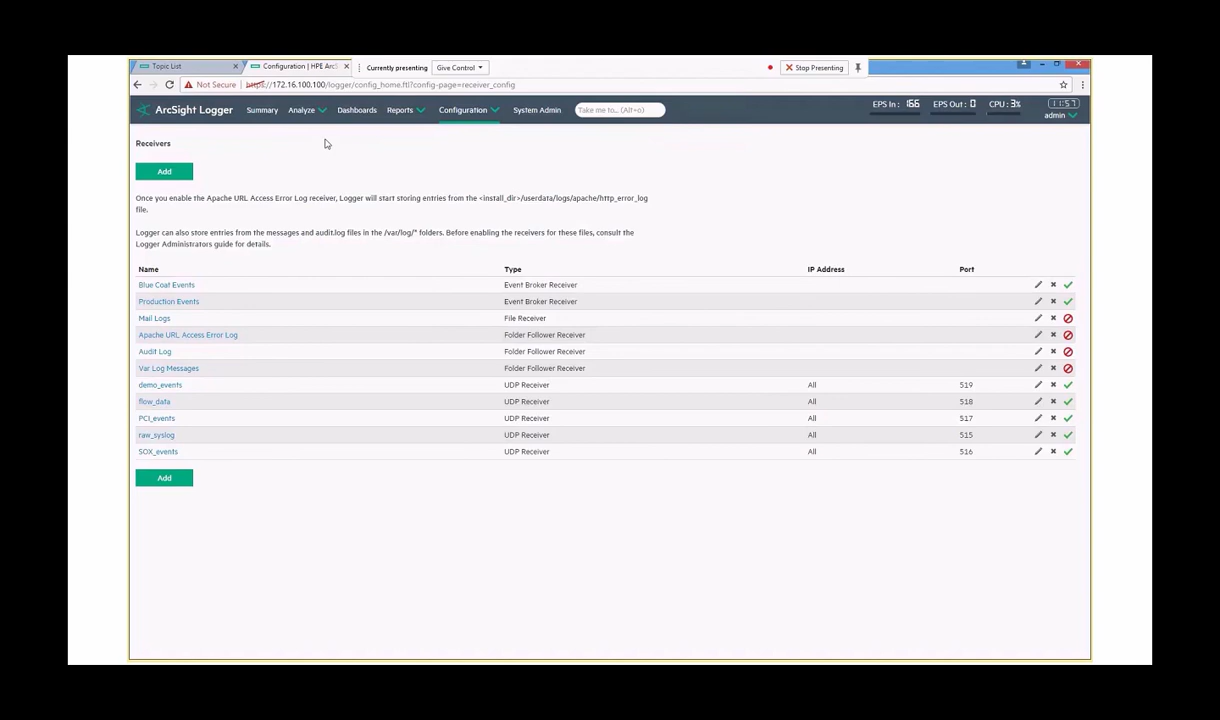 Topic List
Configuration | HPE ArcS
Currently presenting
Give Control
Stop Presenting
Not Secure
https://172.16.100.100/logger/config_home.ftl?config-page=receiver_config
ArcSight Logger
Summary
Analyze
Dashboards
Reports
Configuration
System Admin
Take me to... (Alt+o)
EPS In : 166
EPS Out : 0
CPU : 3%
11:57
admin
Receivers
Add
Once you enable the Apache URL Access Error Log receiver, Logger will start storing entries from the <install_dir>/userdata/logs/apache/http_error_log
file.
Logger can also store entries from the messages and audit.log files in the /var/log/* folders. Before enabling the receivers for these files, consult the
Logger Administrators guide for details.
Name Type IP Address Port
Blue Coat Events Event Broker Receiver
Production Events Event Broker Receiver
Mail Logs File Receiver
Apache URL Access Error Log Folder Follower Receiver
Audit Log Folder Follower Receiver
Var Log Messages Folder Follower Receiver
demo_events UDP Receiver All 519
flow_data UDP Receiver All 518
PCI_events UDP Receiver All 517
raw_syslog UDP Receiver All 515
SOX_events UDP Receiver All 516
Add